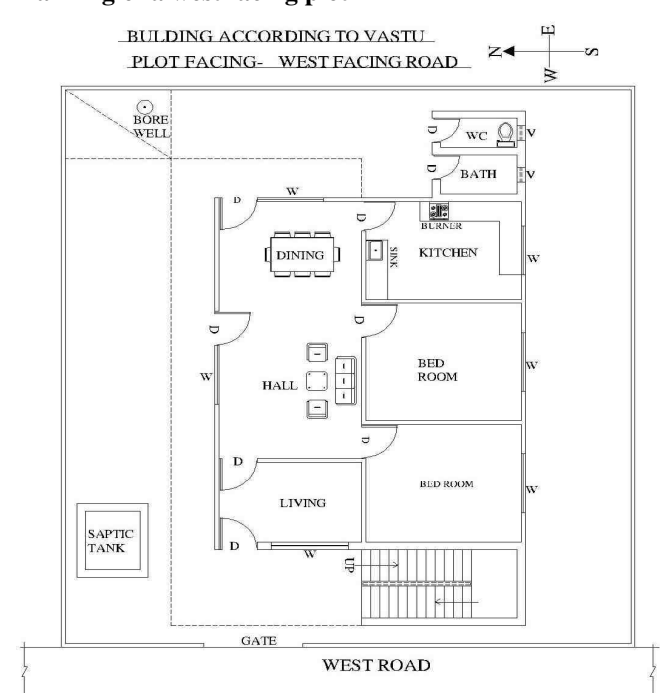 BULDING ACCORDING TO VASTU
PLOT FACING- WEST FACING ROAD
E
N
S
W
BORE
WELL
D
WC
V
D
BATH
V
D
W
D
BURNER
DINING
SINK
KITCHEN
W
D
D
W
BED
ROOM
W
HALL
D
D
LIVING
BED ROOM
W
SAPTIC
TANK
D
W
UP
GATE
WEST ROAD